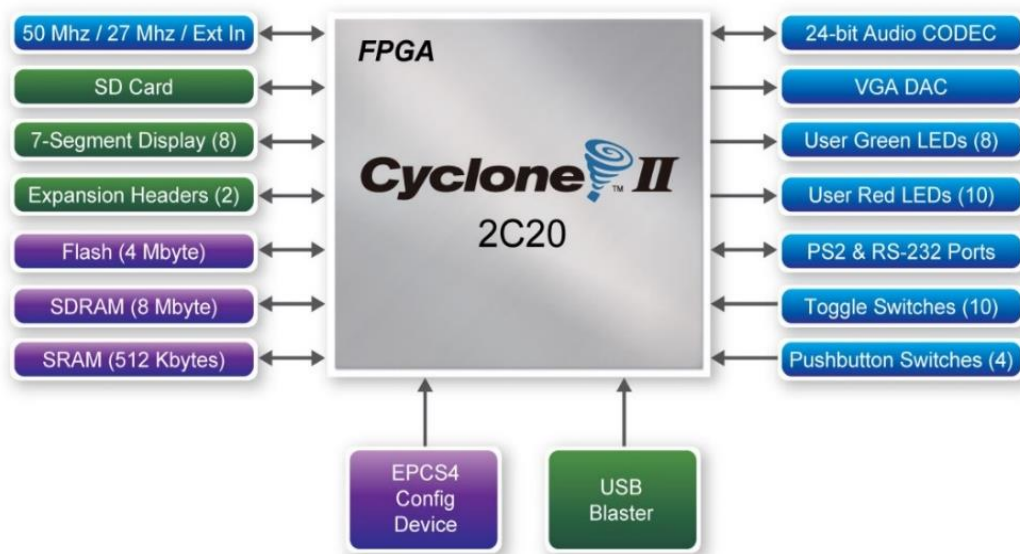 50 Mhz / 27 Mhz / Ext In
SD Card
7-Segment Display (8)
Expansion Headers (2)
Flash (4 Mbyte)
SDRAM (8 Mbyte)
SRAM (512 Kbytes)
FPGA
Cyclone™ II
2C20
24-bit Audio CODEC
VGA DAC
User Green LEDs (8)
User Red LEDs (10)
PS2 & RS-232 Ports
Toggle Switches (10)
Pushbutton Switches (4)
EPCS4
Config
Device
USB
Blaster